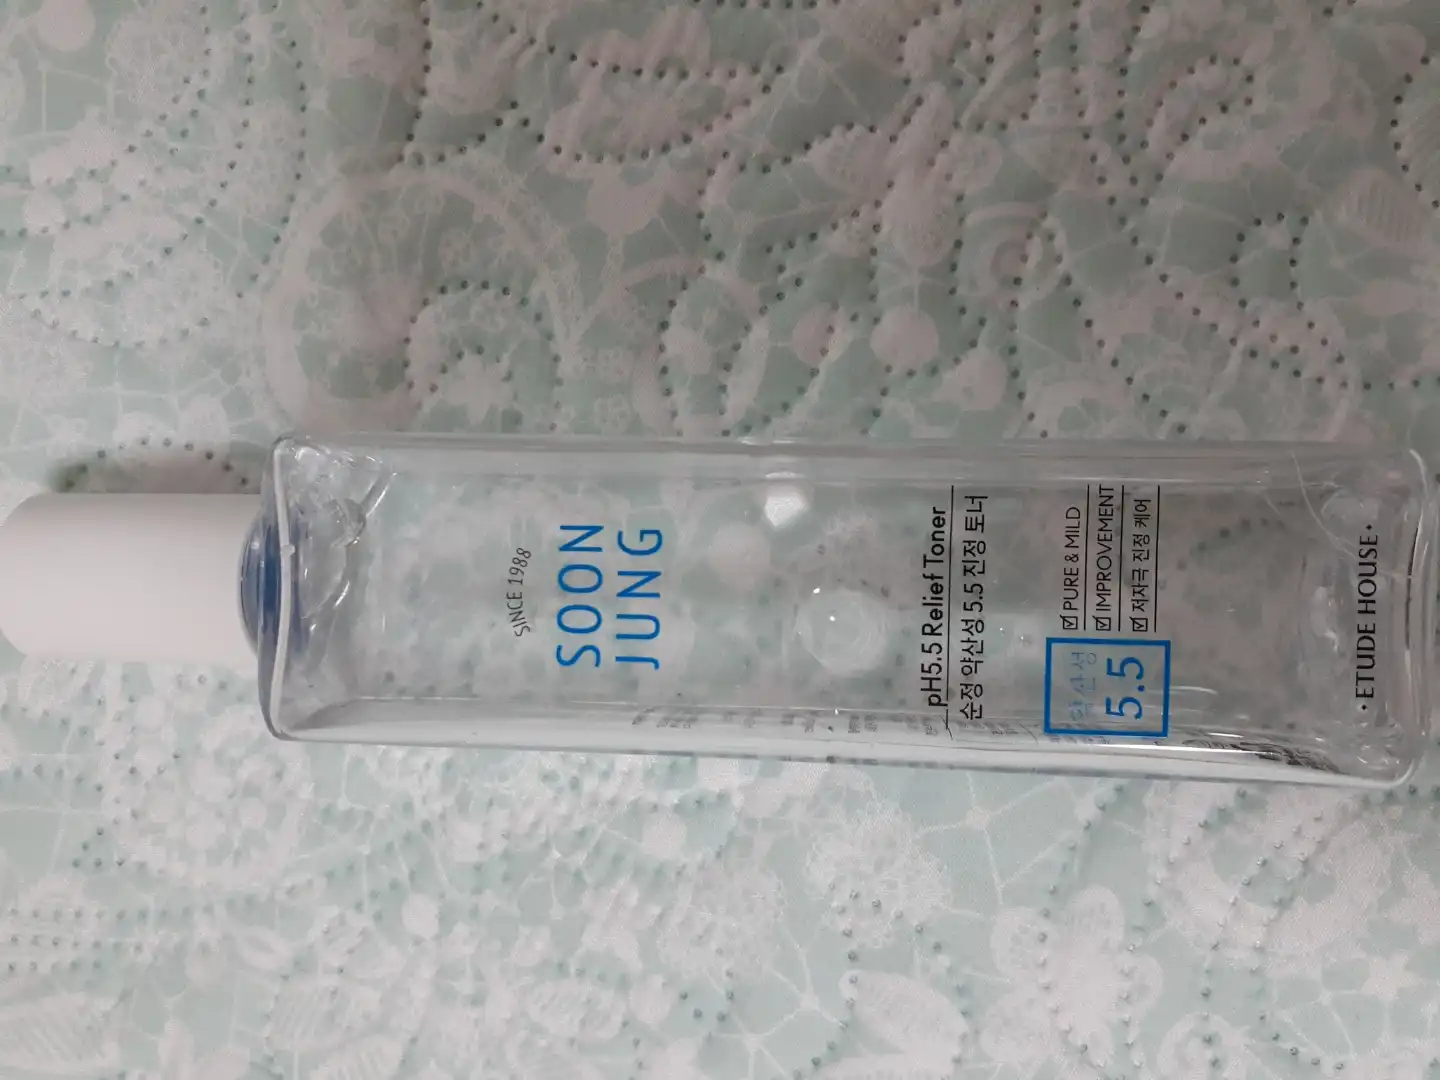 SINCE 1988
SOON
JUNG
pH5.5 Relief Toner
순정 약산성 5.5 진정 토너
약산성
5.5
☑ PURE & MILD
☑ IMPROVEMENT
☑ 저자극 진정 케어
• ETUDE HOUSE •